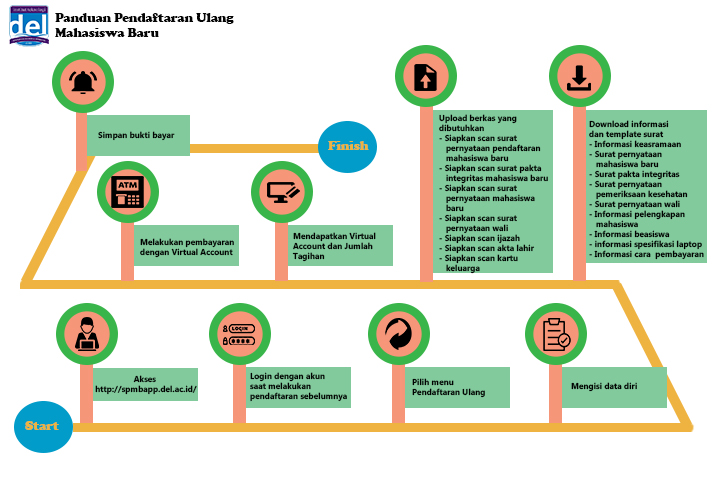 del
Panduan Pendaftaran Ulang
Mahasiswa Baru
Start
Akses
http://spmbapp.del.ac.id/
LOGIN
Login dengan akun
saat melakukan
pendaftaran sebelumnya
Pilih menu
Pendaftaran Ulang
Mengisi data diri
Download informasi
dan template surat
- Informasi keasramaan
- Surat pernyataan
mahasiswa baru
- Surat pakta integritas
- Surat pernyataan
pemeriksaan kesehatan
- Surat pernyataan wali
- Informasi pelengkapan
mahasiswa
- Informasi beasiswa
- informasi spesifikasi laptop
- Informasi cara pembayaran
Upload berkas yang
dibutuhkan
- Siapkan scan surat
pernyataan pendaftaran
mahasiswa baru
- Siapkan scan surat pakta
integritas mahasiswa baru
- Siapkan scan surat
pernyataan mahasiswa
baru
- Siapkan scan surat
pernyataan wali
- Siapkan scan ijazah
- Siapkan scan akta lahir
- Siapkan scan kartu
keluarga
Mendapatkan Virtual
Account dan Jumlah
Tagihan
ATM
Melakukan pembayaran
dengan Virtual Account
Simpan bukti bayar
Finish